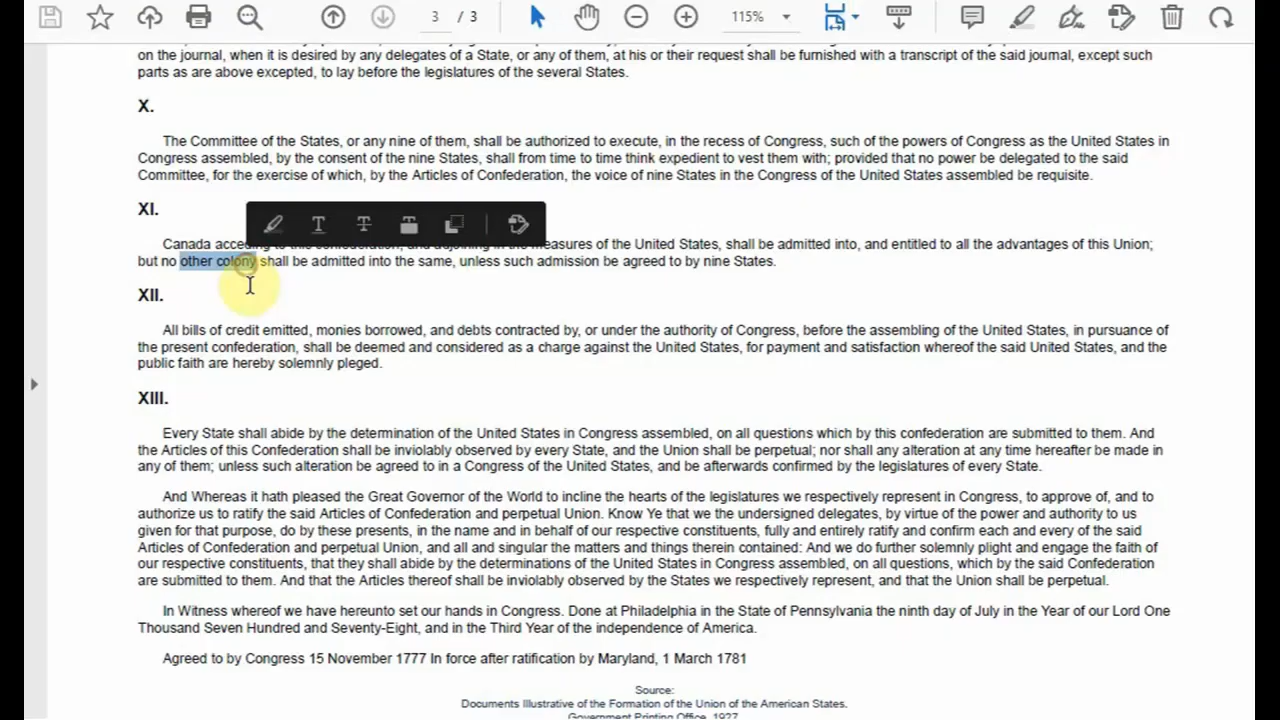 3 / 3
115%
on the journal, when it is desired by any delegates of a State, or any of them, at his or their request shall be furnished with a transcript of the said journal, except such
parts as are above excepted, to lay before the legislatures of the several States.
X.
The Committee of the States, or any nine of them, shall be authorized to execute, in the recess of Congress, such of the powers of Congress as the United States in
Congress assembled, by the consent of the nine States, shall from time to time think expedient to vest them with; provided that no power be delegated to the said
Committee, for the exercise of which, by the Articles of Confederation, the voice of nine States in the Congress of the United States assembled be requisite.
XI.
Canada acceding to this confederation, and adjoining in the measures of the United States, shall be admitted into, and entitled to all the advantages of this Union;
but no other colony shall be admitted into the same, unless such admission be agreed to by nine States.
XII.
All bills of credit emitted, monies borrowed, and debts contracted by, or under the authority of Congress, before the assembling of the United States, in pursuance of
the present confederation, shall be deemed and considered as a charge against the United States, for payment and satisfaction whereof the said United States, and the
public faith are hereby solemnly pleged.
XIII.
Every State shall abide by the determination of the United States in Congress assembled, on all questions which by this confederation are submitted to them. And
the Articles of this Confederation shall be inviolably observed by every State, and the Union shall be perpetual; nor shall any alteration at any time hereafter be made in
any of them; unless such alteration be agreed to in a Congress of the United States, and be afterwards confirmed by the legislatures of every State.
And Whereas it hath pleased the Great Governor of the World to incline the hearts of the legislatures we respectively represent in Congress, to approve of, and to
authorize us to ratify the said Articles of Confederation and perpetual Union. Know Ye that we the undersigned delegates, by virtue of the power and authority to us
given for that purpose, do by these presents, in the name and in behalf of our respective constituents, fully and entirely ratify and confirm each and every of the said
Articles of Confederation and perpetual Union, and all and singular the matters and things therein contained: And we do further solemnly plight and engage the faith of
our respective constituents, that they shall abide by the determinations of the United States in Congress assembled, on all questions, which by the said Confederation
are submitted to them. And that the Articles thereof shall be inviolably observed by the States we respectively represent, and that the Union shall be perpetual.
In Witness whereof we have hereunto set our hands in Congress. Done at Philadelphia in the State of Pennsylvania the ninth day of July in the Year of our Lord One
Thousand Seven Hundred and Seventy-Eight, and in the Third Year of the independence of America.
Agreed to by Congress 15 November 1777 In force after ratification by Maryland, 1 March 1781
Source:
Documents Illustrative of the Formation of the Union of the American States.
Government Printing Office, 1927